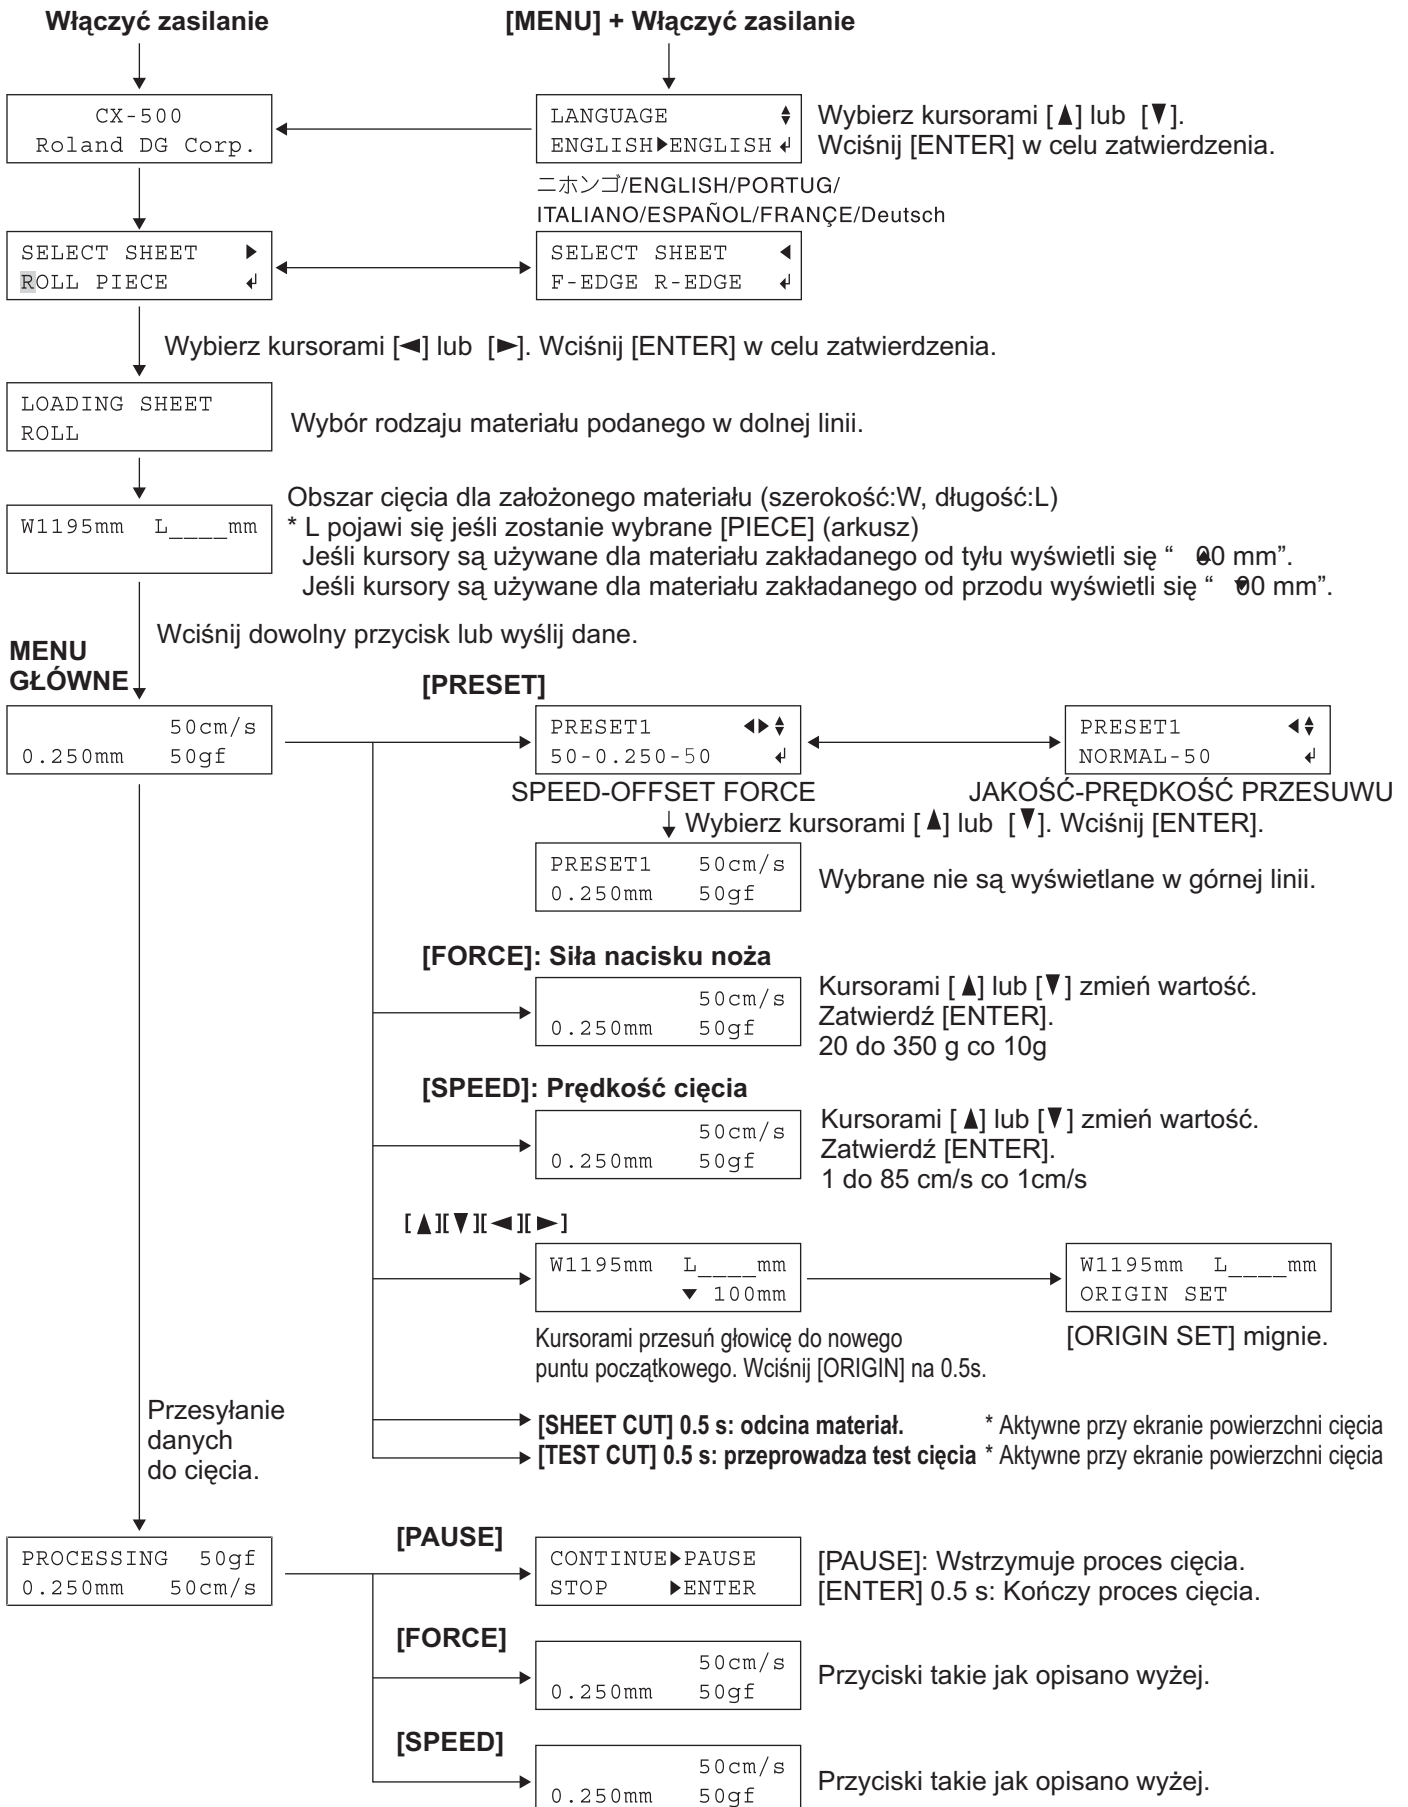 Włączyć zasilanie
[MENU] + Włączyć zasilanie
CX-500
Roland DG Corp.
LANGUAGE
ENGLISH▶ENGLISH ↵
Wybierz kursorami [▲] lub [▼].
Wciśnij [ENTER] w celu zatwierdzenia.
ニホンゴ/ENGLISH/PORTUG/
ITALIANO/ESPAÑOL/FRANÇE/Deutsch
SELECT SHEET ▶
ROLL PIECE ↵
SELECT SHEET ◀
F-EDGE R-EDGE ↵
Wybierz kursorami [◄] lub [►]. Wciśnij [ENTER] w celu zatwierdzenia.
LOADING SHEET
ROLL
Wybór rodzaju materiału podanego w dolnej linii.
W1195mm L____mm
Obszar cięcia dla założonego materiału (szerokość:W, długość:L)
* L pojawi się jeśli zostanie wybrane [PIECE] (arkusz)
Jeśli kursory są używane dla materiału zakładanego od tyłu wyświetli się “ 00 mm”.
Jeśli kursory są używane dla materiału zakładanego od przodu wyświetli się “ 00 mm”.
Wciśnij dowolny przycisk lub wyślij dane.
MENU
GŁÓWNE
50cm/s
0.250mm 50gf
[PRESET]
PRESET1 ◀▶♦
50-0.250-50 ↵
SPEED-OFFSET FORCE
PRESET1 ◀♦
NORMAL-50 ↵
JAKOŚĆ-PRĘDKOŚĆ PRZESUWU
Wybierz kursorami [▲] lub [▼]. Wciśnij [ENTER].
PRESET1 50cm/s
0.250mm 50gf
Wybrane nie są wyświetlane w górnej linii.
[FORCE]: Siła nacisku noża
50cm/s
0.250mm 50gf
Kursorami [▲] lub [▼] zmień wartość.
Zatwierdź [ENTER].
20 do 350 g co 10g
[SPEED]: Prędkość cięcia
50cm/s
0.250mm 50gf
Kursorami [▲] lub [▼] zmień wartość.
Zatwierdź [ENTER].
1 do 85 cm/s co 1cm/s
[▲][▼][◄][►]
W1195mm L____mm
▼ 100mm
Kursorami przesuń głowicę do nowego
puntu początkowego. Wciśnij [ORIGIN] na 0.5s.
W1195mm L____mm
ORIGIN SET
[ORIGIN SET] mignie.
[SHEET CUT] 0.5 s: odcina materiał. * Aktywne przy ekranie powierzchni cięcia
[TEST CUT] 0.5 s: przeprowadza test cięcia * Aktywne przy ekranie powierzchni cięcia
Przesyłanie
danych
do cięcia.
PROCESSING 50gf
0.250mm 50cm/s
[PAUSE]
CONTINUE▶PAUSE
STOP ▶ENTER
[PAUSE]: Wstrzymuje proces cięcia.
[ENTER] 0.5 s: Kończy proces cięcia.
[FORCE]
50cm/s
0.250mm 50gf
Przyciski takie jak opisano wyżej.
[SPEED]
50cm/s
0.250mm 50gf
Przyciski takie jak opisano wyżej.